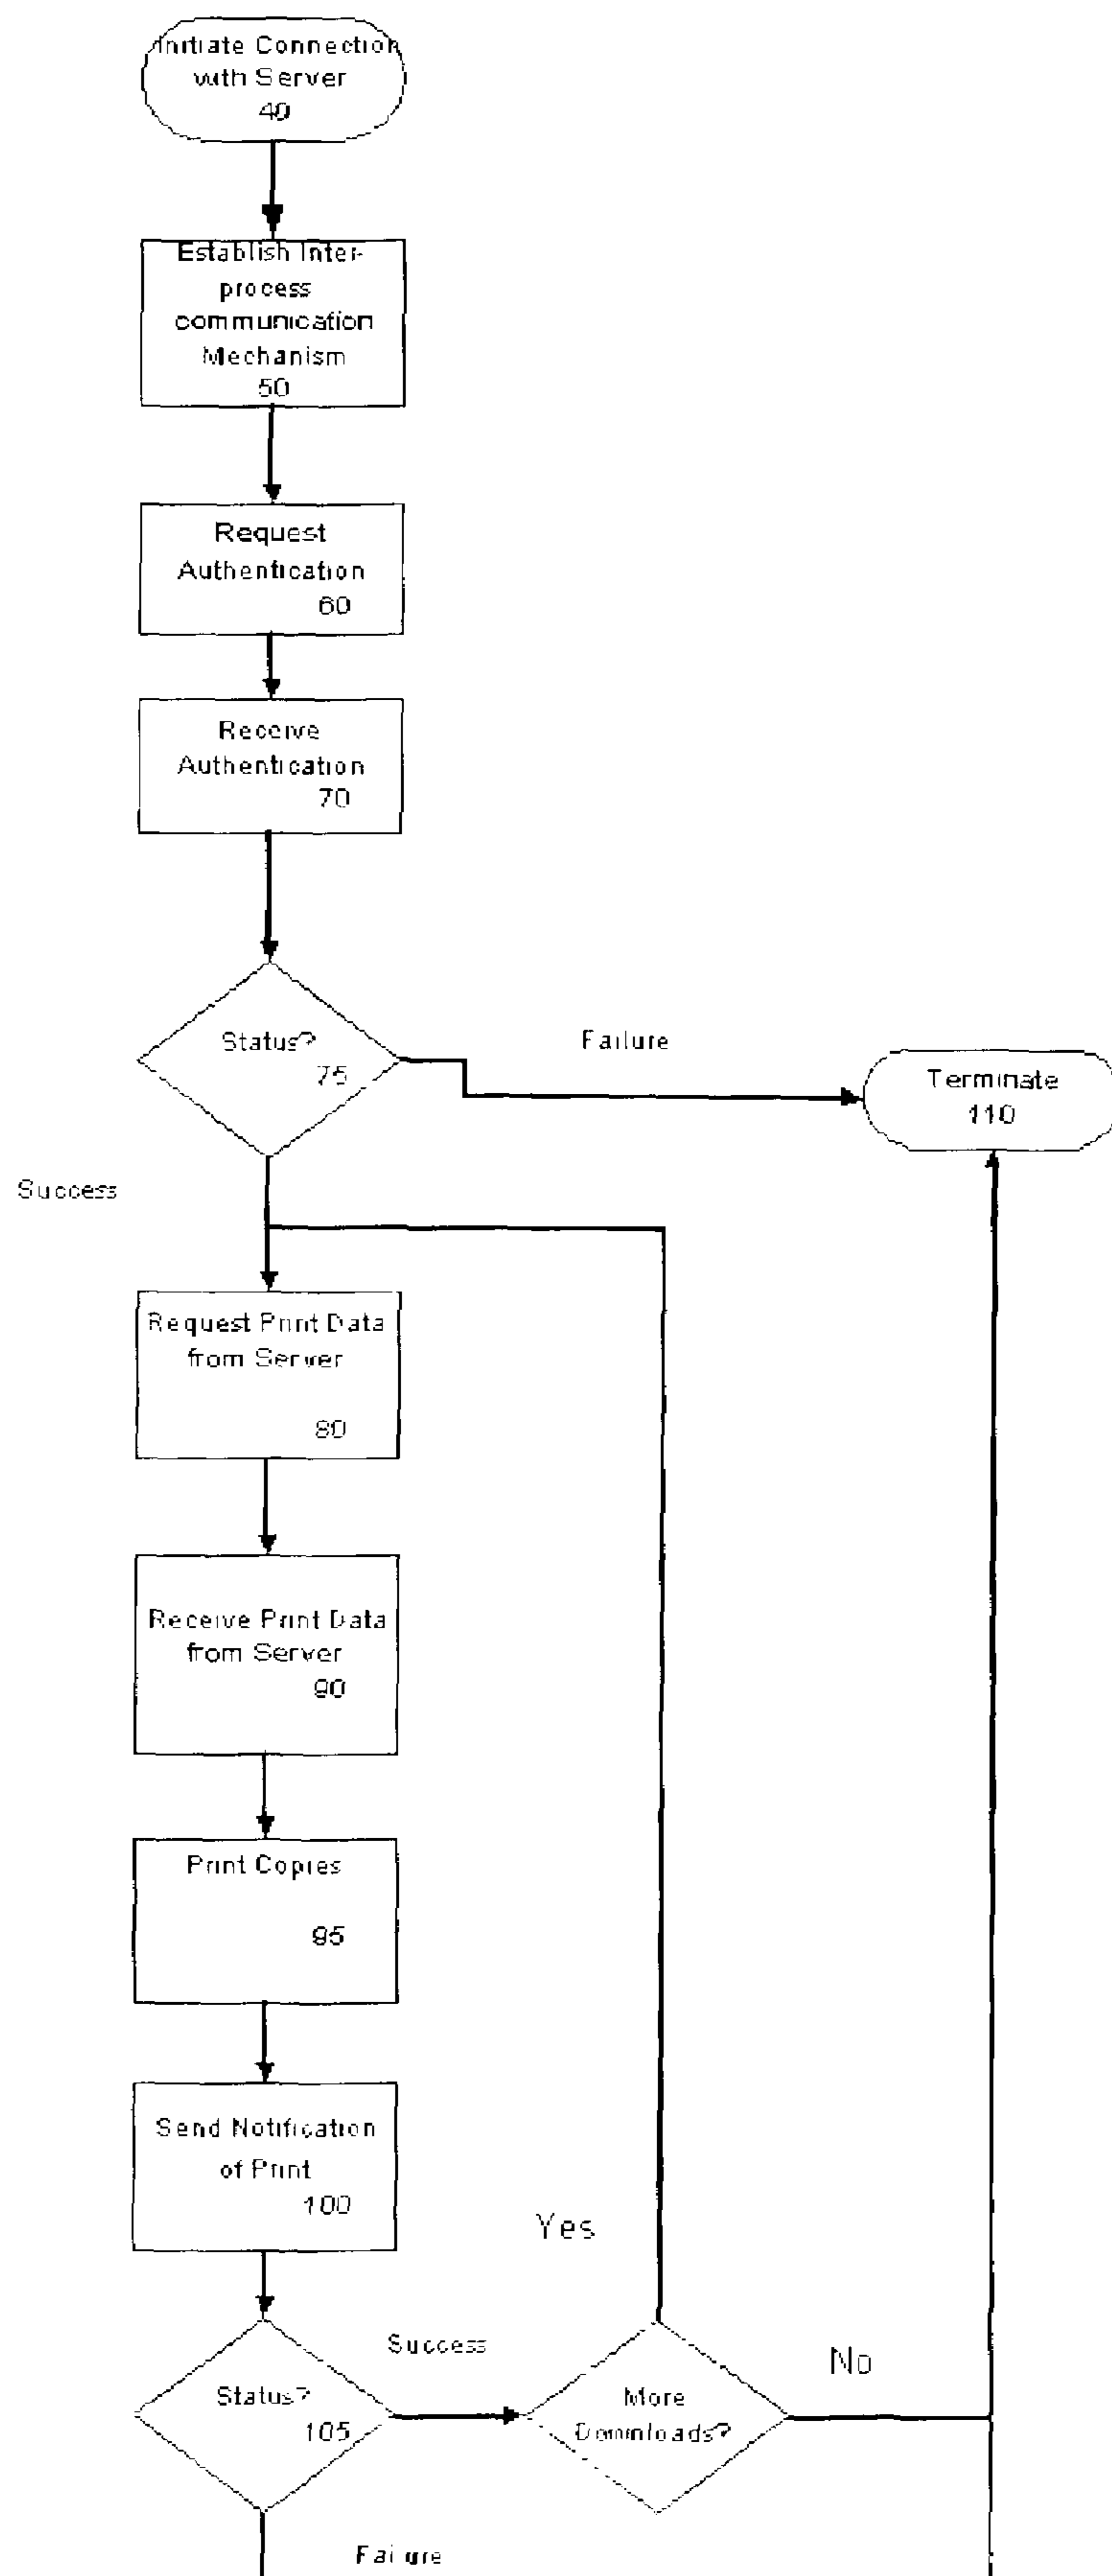 Initiate Connection
with Server
40
Establish Inter-
process
communication
Mechanism
50
Request
Authentication
60
Receive
Authentication
70
Status?
75
Failure
Terminate
110
Success
Request Print Data
from Server
80
Receive Print Data
from Server
90
Print Copies
95
Send Notification
of Print
100
Yes
Status?
105
Success
More
Downloads?
No
Failure